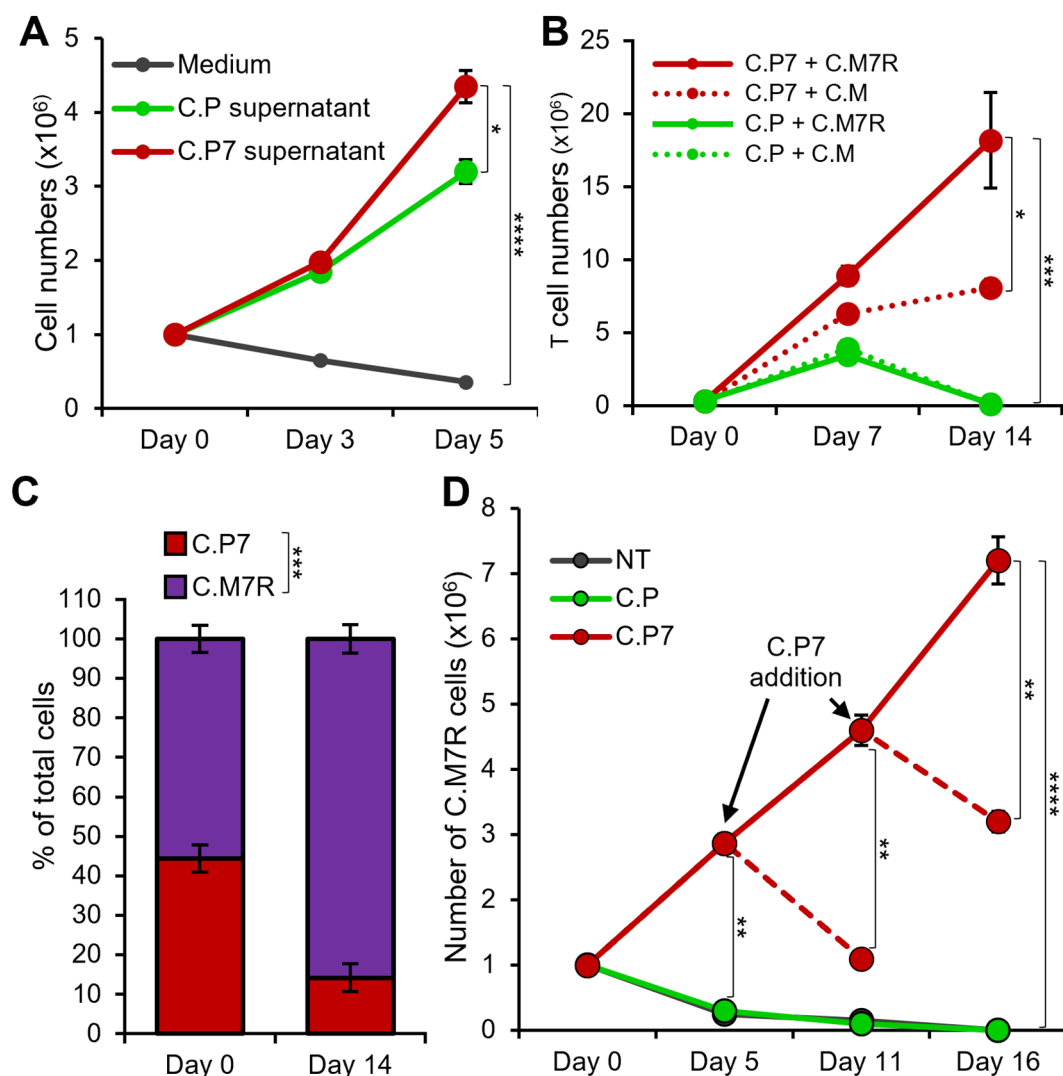 A
Cell numbers (x10⁶)
5
4
3
2
1
0
Medium
C.P supernatant
C.P7 supernatant
*
****
Day 0
Day 3
Day 5
B
T cell numbers (x10⁶)
25
20
15
10
5
0
C.P7 + C.M7R
C.P7 + C.M
C.P + C.M7R
C.P + C.M
*
***
Day 0
Day 7
Day 14
C
C.P7
C.M7R
***
% of total cells
110
100
90
80
70
60
50
40
30
20
10
0
Day 0
Day 14
D
Number of C.M7R cells (x10⁶)
8
7
6
5
4
3
2
1
0
NT
C.P
C.P7
C.P7
addition
**
**
**
****
Day 0
Day 5
Day 11
Day 16